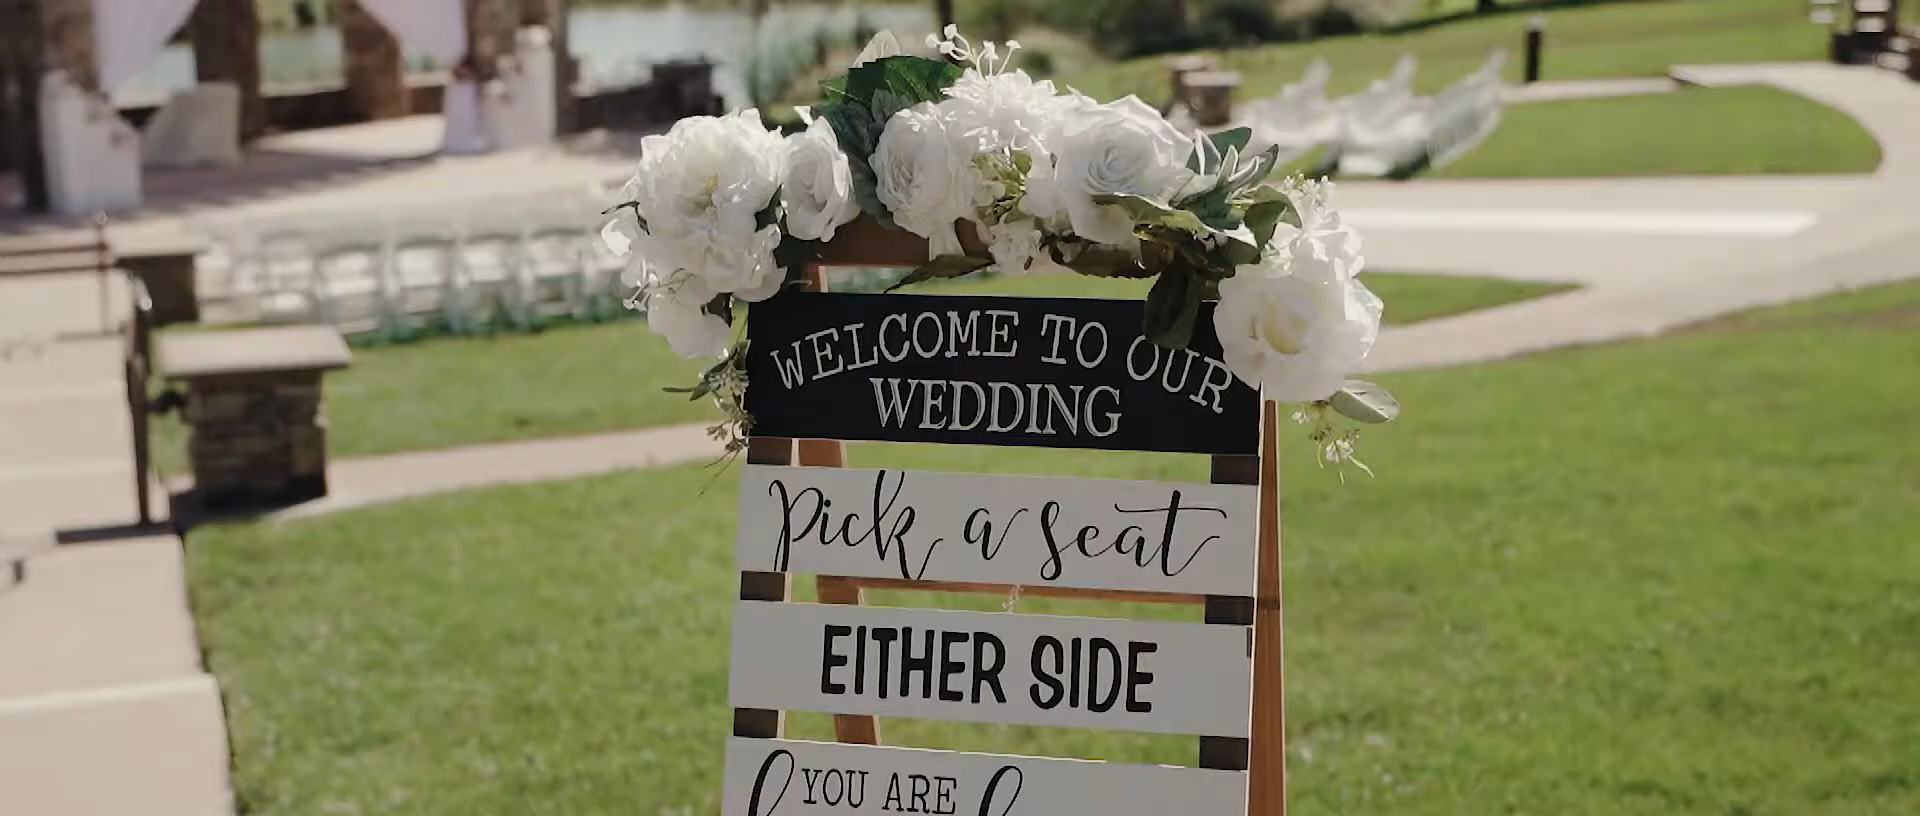 WELCOME TO OUR
WEDDING
Pick a seat
EITHER SIDE
YOU ARE